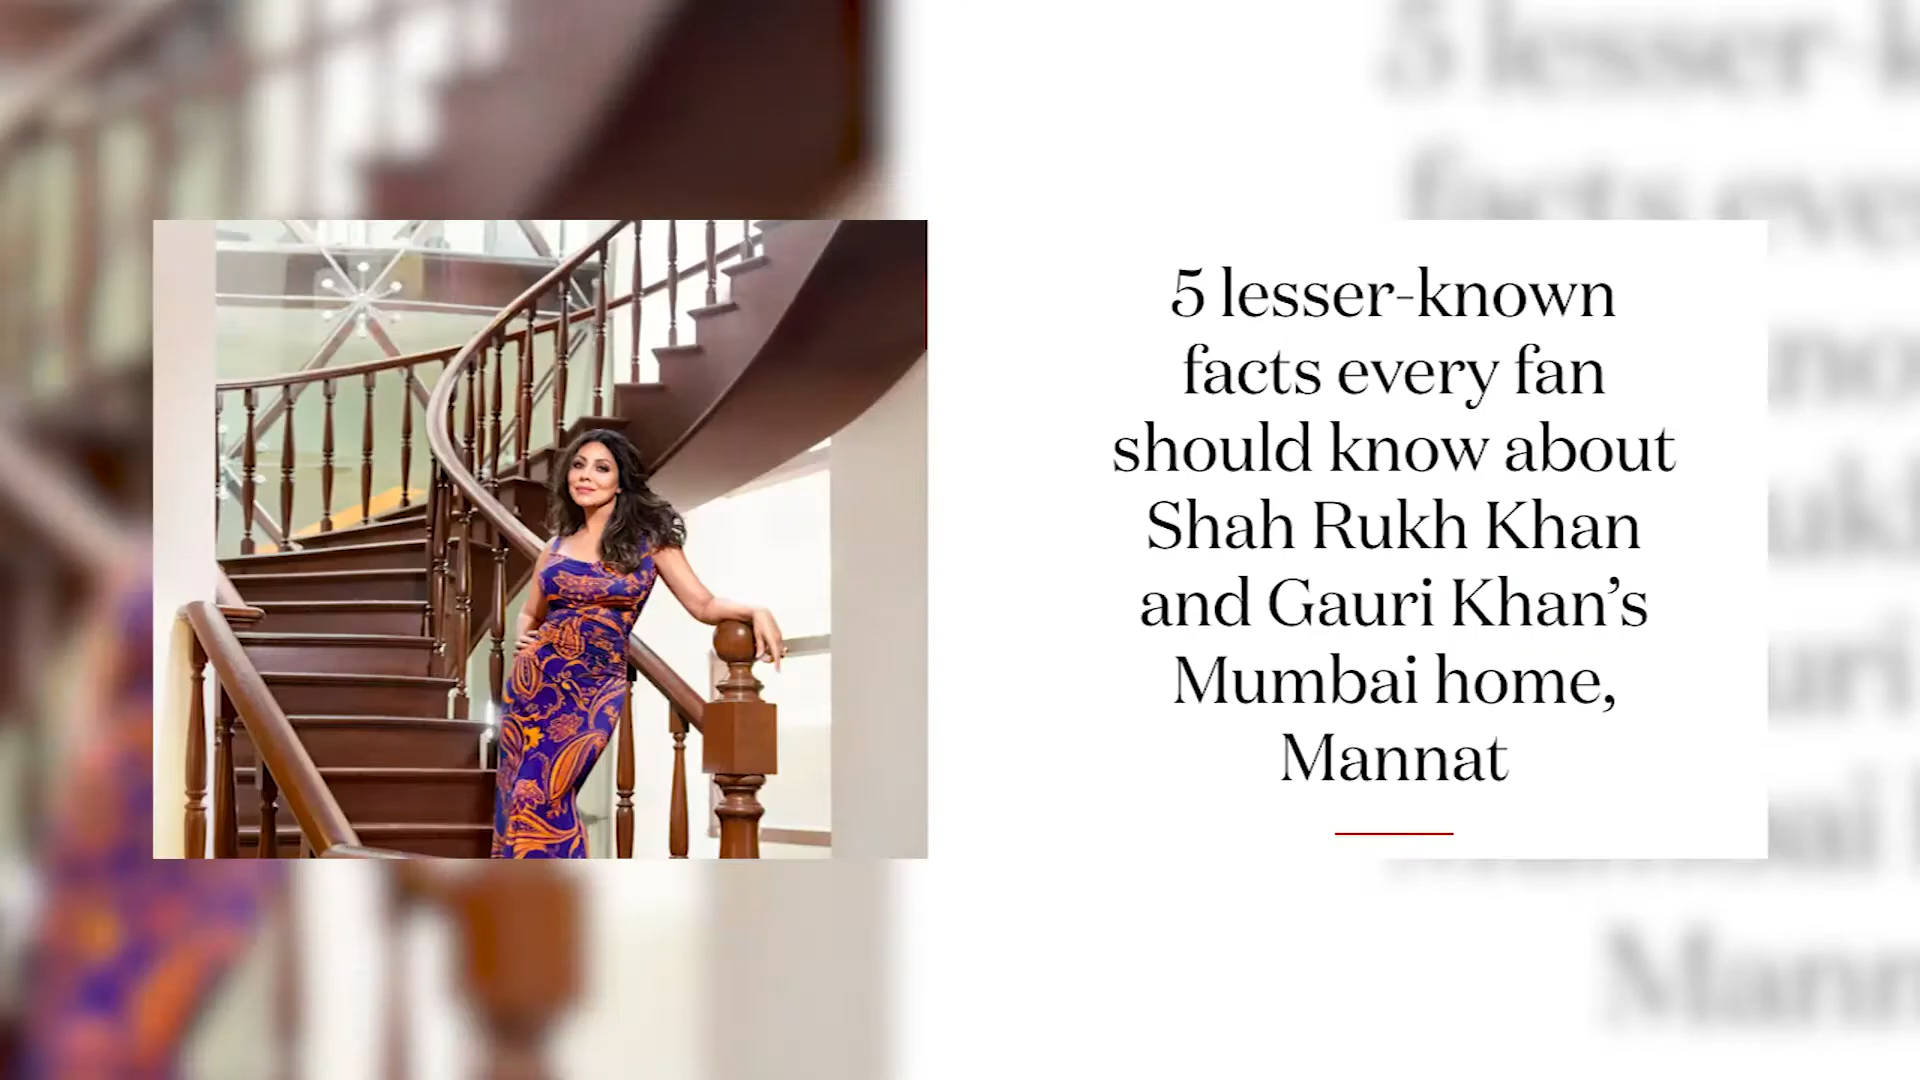 5 lesser-known
facts every fan
should know about
Shah Rukh Khan
and Gauri Khan’s
Mumbai home,
Mannat